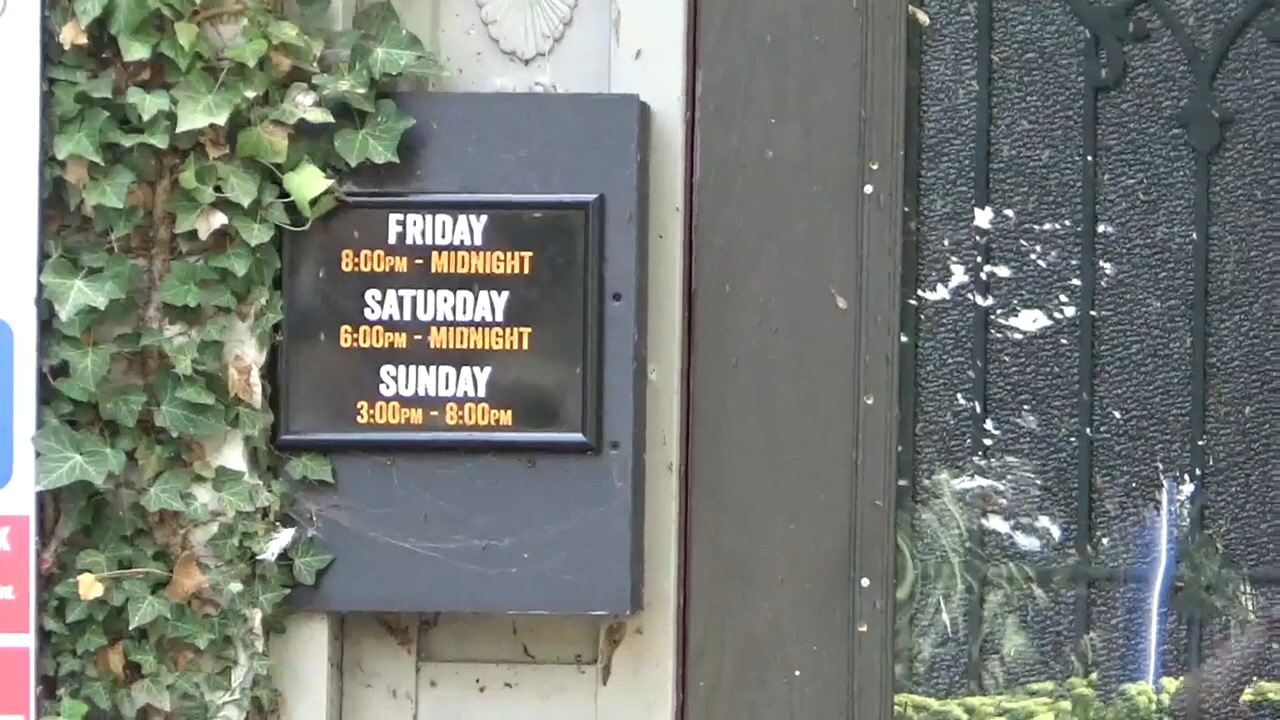 FRIDAY
8:00PM - MIDNIGHT
SATURDAY
6:00PM - MIDNIGHT
SUNDAY
3:00PM - 8:00PM